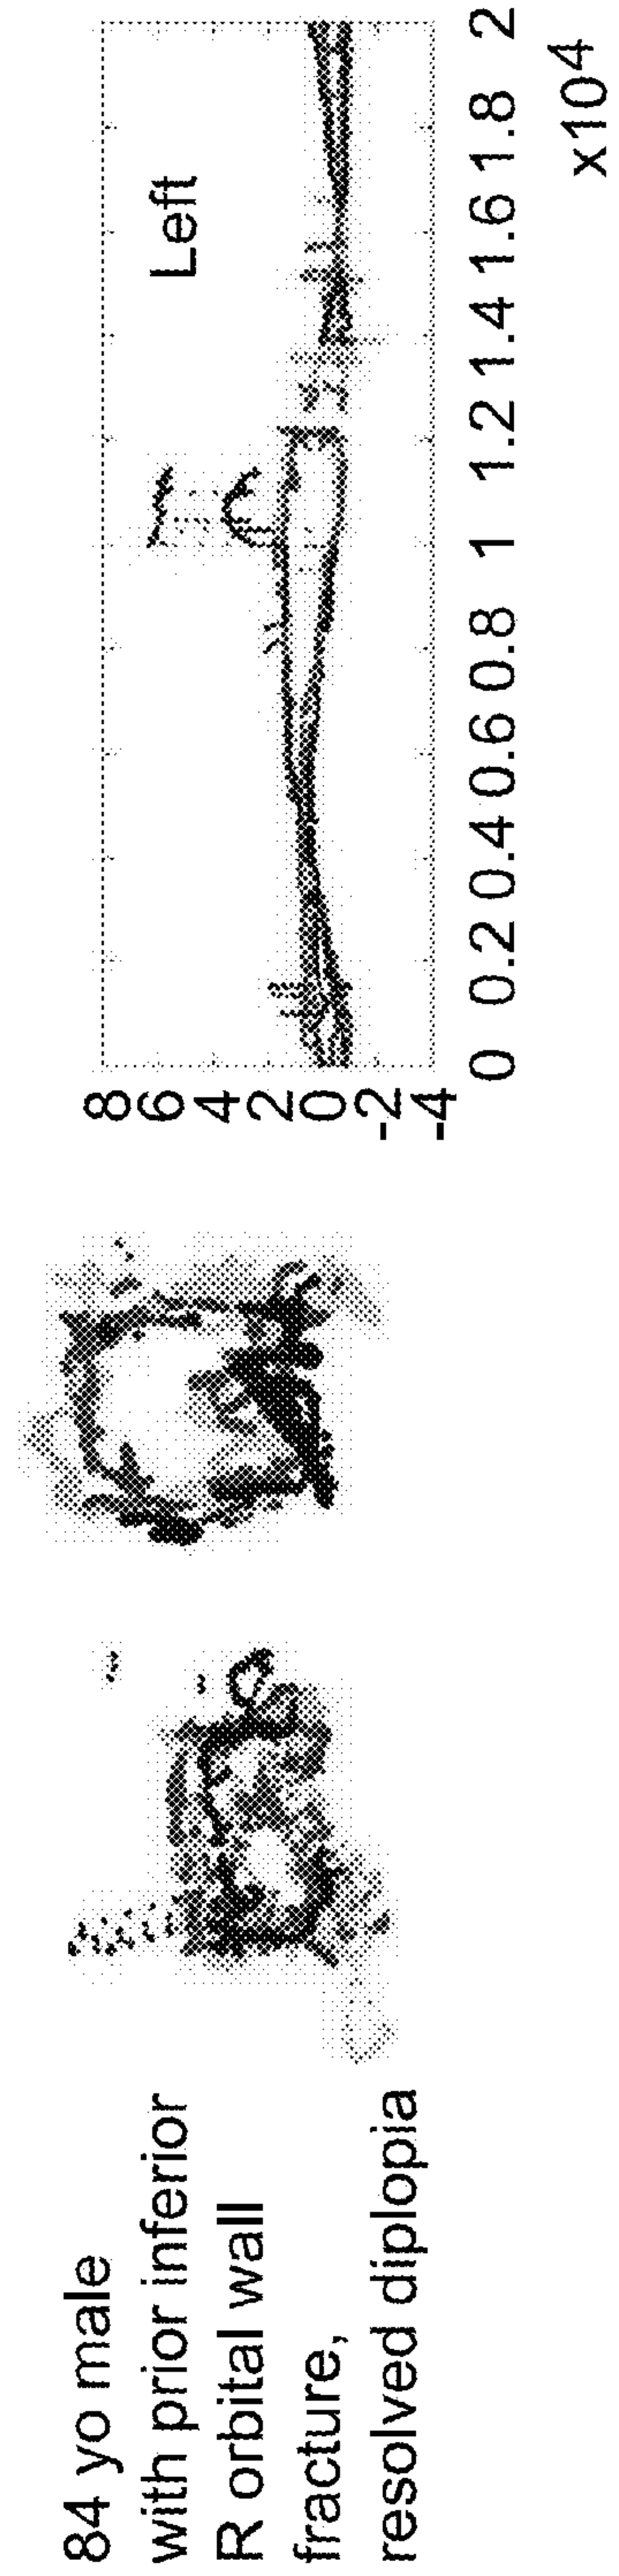 84 yo male
with prior inferior
R orbital wall
fracture,
resolved diplopia
Left
8
6
4
2
0
-2
-4
0 0.2 0.4 0.6 0.8 1 1.2 1.4 1.6 1.8 2
x10⁴